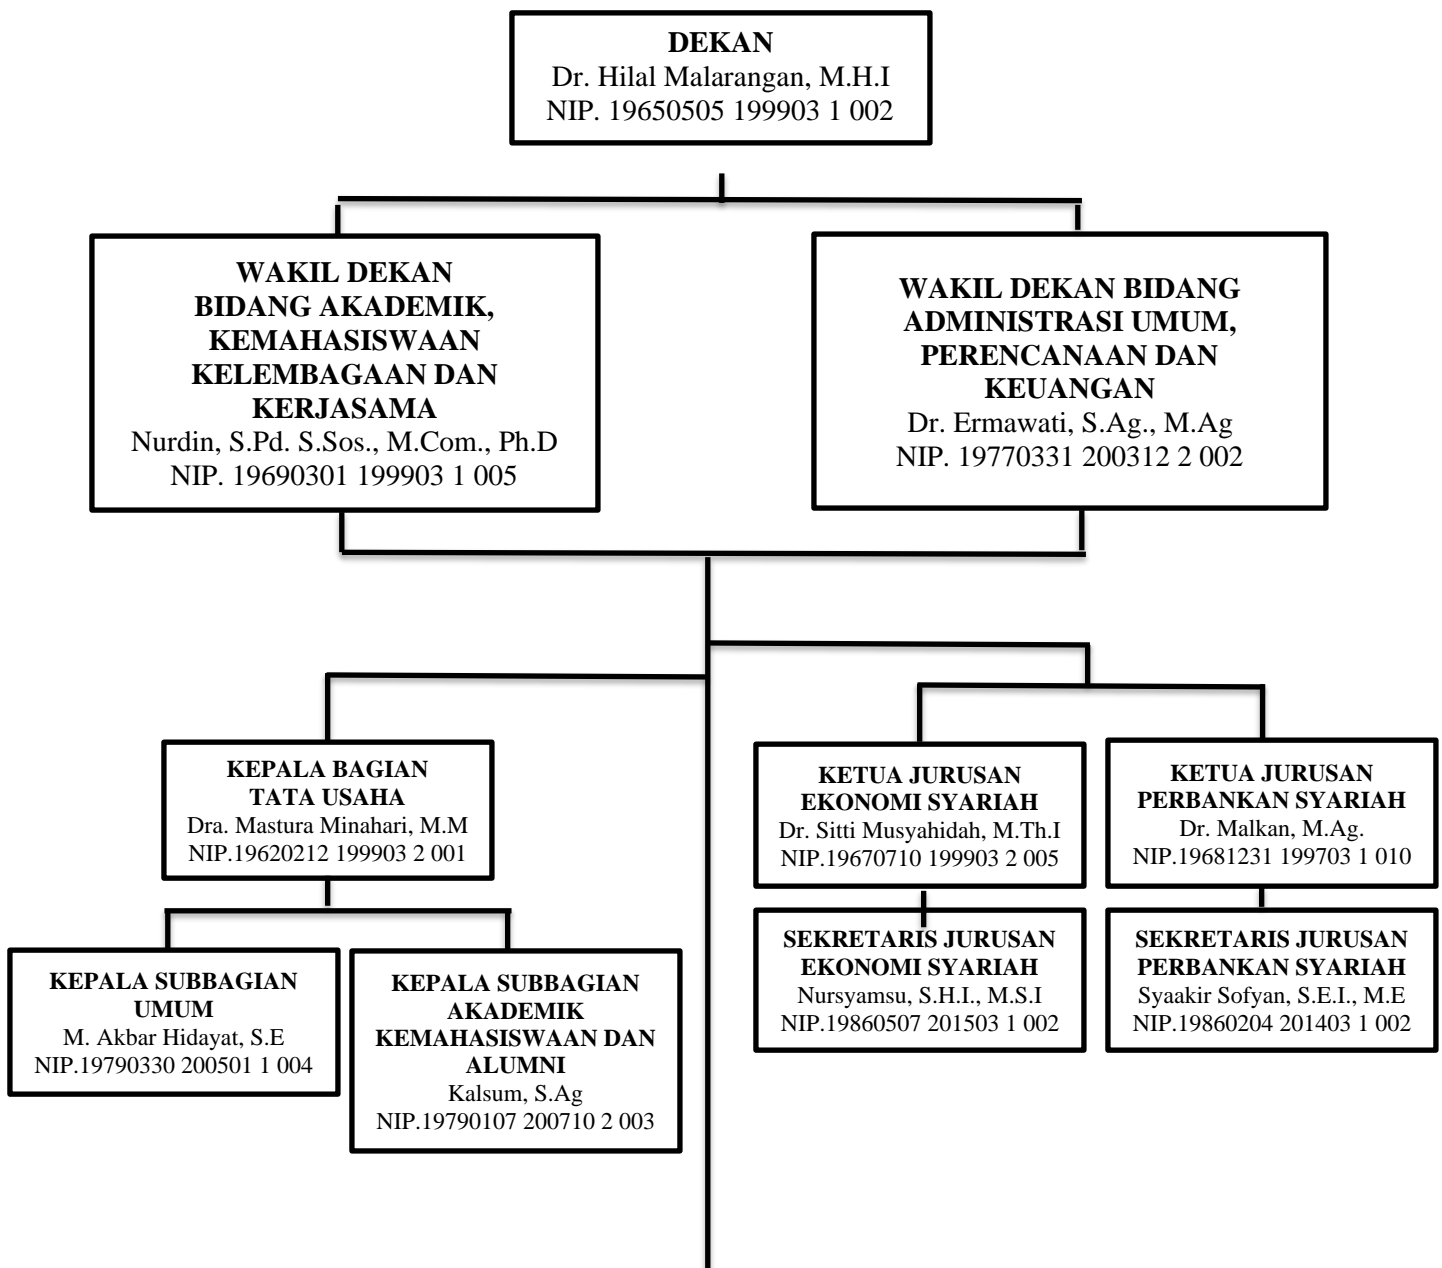 DEKAN
Dr. Hilal Malarangan, M.H.I
NIP. 19650505 199903 1 002
WAKIL DEKAN
BIDANG AKADEMIK,
KEMAHASISWAAN
KELEMBAGAAN DAN
KERJASAMA
Nurdin, S.Pd. S.Sos., M.Com., Ph.D
NIP. 19690301 199903 1 005
WAKIL DEKAN BIDANG
ADMINISTRASI UMUM,
PERENCANAAN DAN
KEUANGAN
Dr. Ermawati, S.Ag., M.Ag
NIP. 19770331 200312 2 002
KEPALA BAGIAN
TATA USAHA
Dra. Mastura Minahari, M.M
NIP.19620212 199903 2 001
KETUA JURUSAN
EKONOMI SYARIAH
Dr. Sitti Musyahidah, M.Th.I
NIP.19670710 199903 2 005
KETUA JURUSAN
PERBANKAN SYARIAH
Dr. Malkan, M.Ag.
NIP.19681231 199703 1 010
KEPALA SUBBAGIAN
UMUM
M. Akbar Hidayat, S.E
NIP.19790330 200501 1 004
KEPALA SUBBAGIAN
AKADEMIK
KEMAHASISWAAN DAN
ALUMNI
Kalsum, S.Ag
NIP.19790107 200710 2 003
SEKRETARIS JURUSAN
EKONOMI SYARIAH
Nursyamsu, S.H.I., M.S.I
NIP.19860507 201503 1 002
SEKRETARIS JURUSAN
PERBANKAN SYARIAH
Syaakir Sofyan, S.E.I., M.E
NIP.19860204 201403 1 002